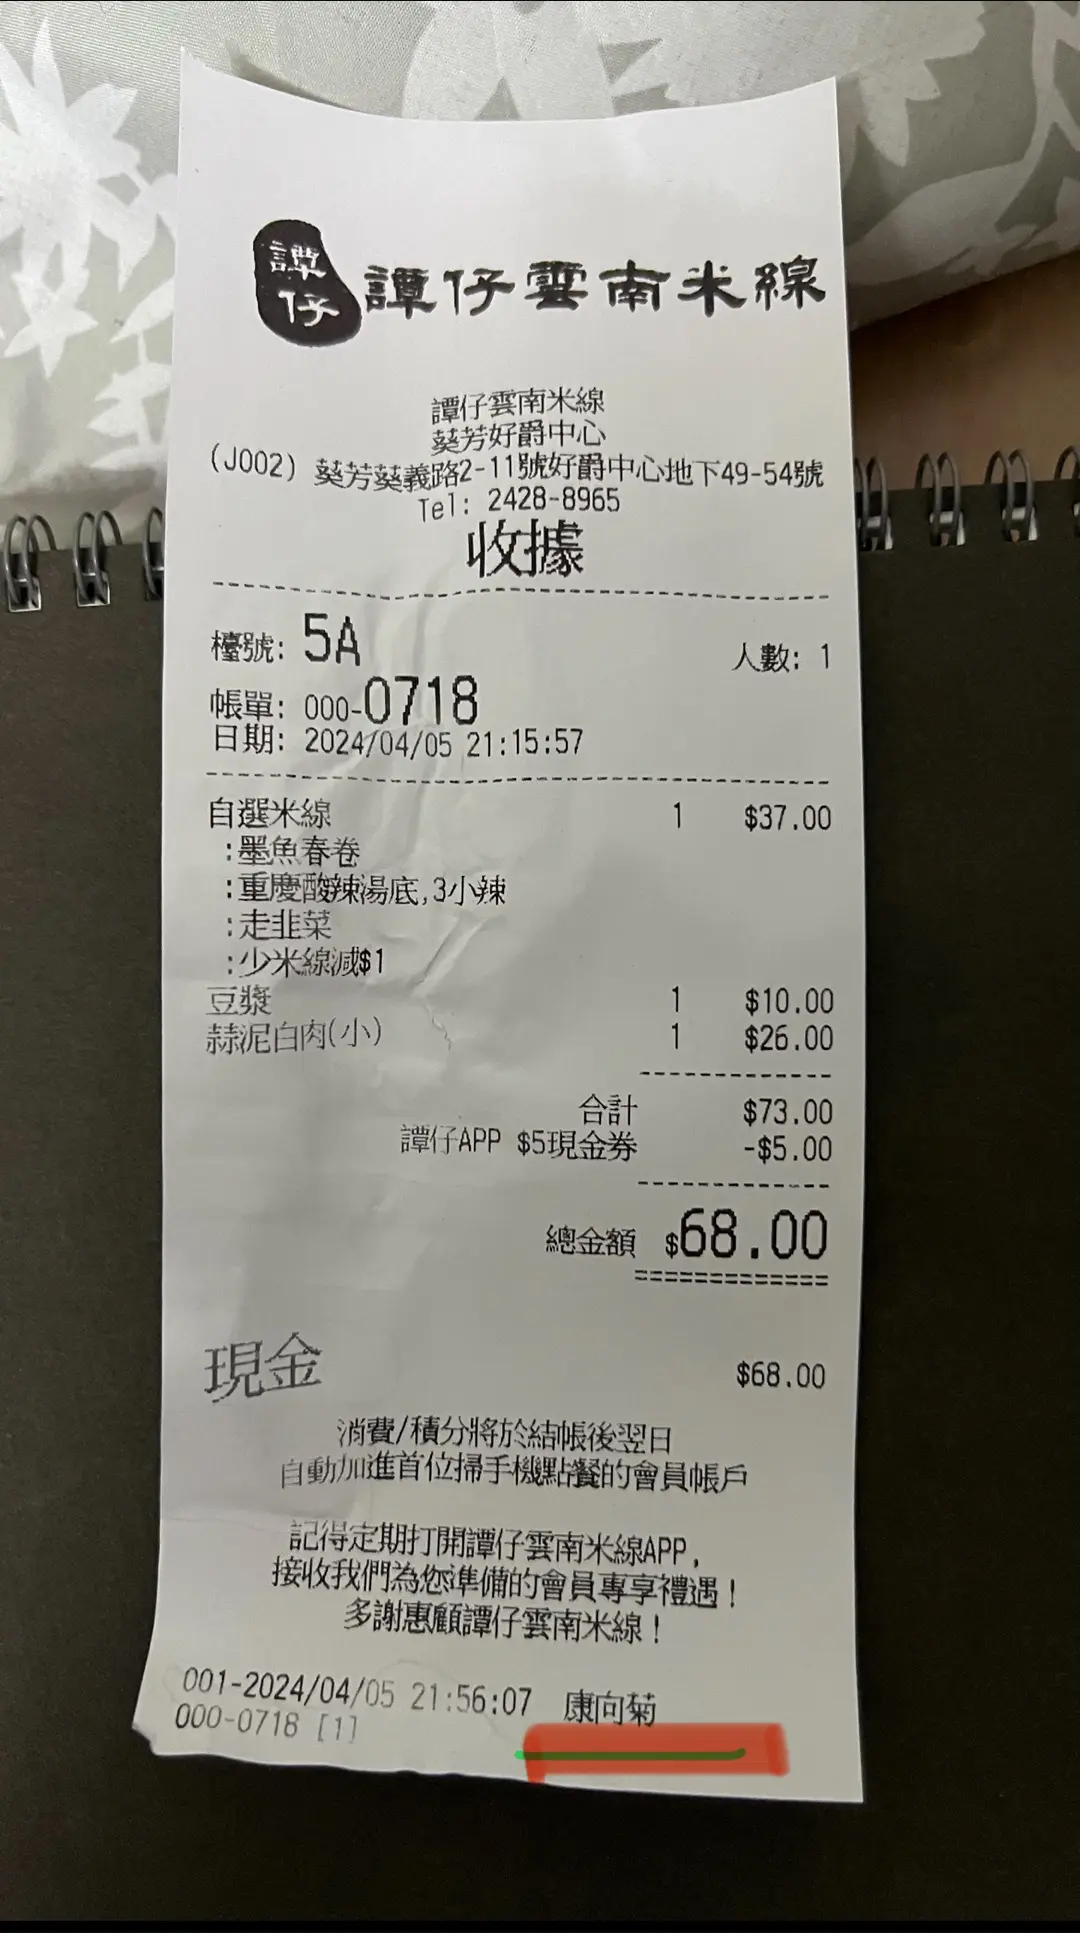 譚仔
譚仔雲南米線
譚仔雲南米線
葵芳好爵中心
(J002) 葵芳葵義路2-11號好爵中心地下49-54號
Tel: 2428-8965
收據
檯號: 5A 人數: 1
帳單: 000-0718
日期: 2024/04/05 21:15:57
自選米線 1 $37.00
:墨魚春卷
:重慶酸辣湯底,3小辣
:走韭菜
:少米線減$1
豆漿 1 $10.00
蒜泥白肉(小) 1 $26.00
合計 $73.00
譚仔APP $5現金券 -$5.00
總金額 $68.00
現金 $68.00
消費/積分將於結帳後翌日
自動加進首位掃手機點餐的會員帳戶
記得定期打開譚仔雲南米線APP,
接收我們為您準備的會員專享禮遇!
多謝惠顧譚仔雲南米線!
001-2024/04/05 21:56:07 康向菊
000-0718 [1]